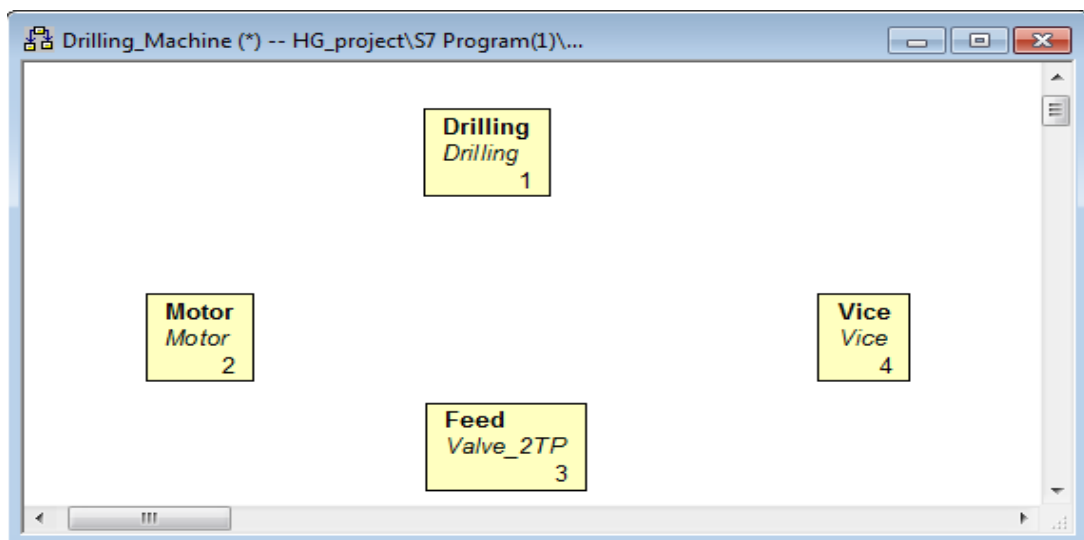 Drilling_Machine (*) -- HG_project\S7 Program(1)\...
Drilling
Drilling
1
Motor
Motor
2
Vice
Vice
4
Feed
Valve_2TP
3